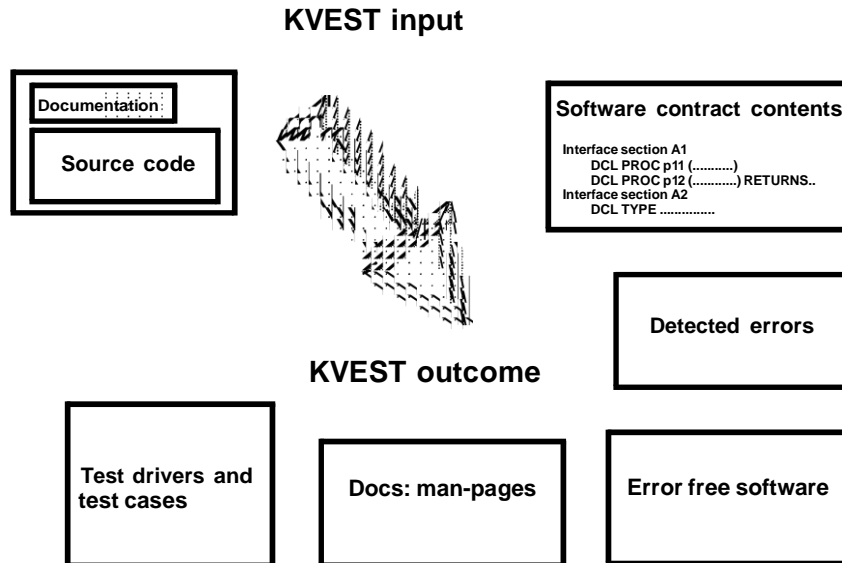 KVEST input
Documentation
Source code
Software contract contents
Interface section A1
DCL PROC p11 (...........)
DCL PROC p12 (............) RETURNS..
Interface section A2
DCL TYPE ...............
Detected errors
KVEST outcome
Test drivers and
test cases
Docs: man-pages
Error free software